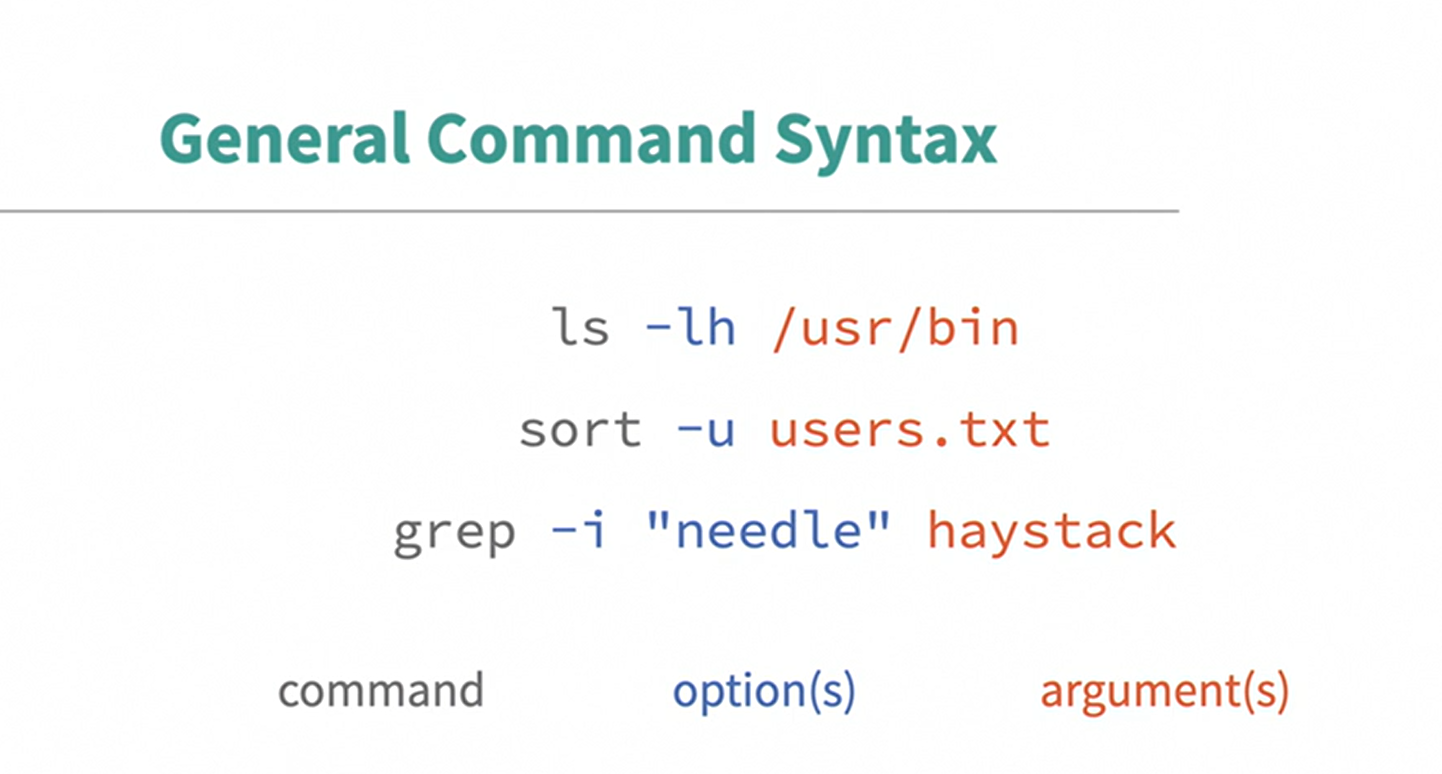 General Command Syntax
ls -lh /usr/bin
sort -u users.txt
grep -i "needle" haystack
command option(s) argument(s)